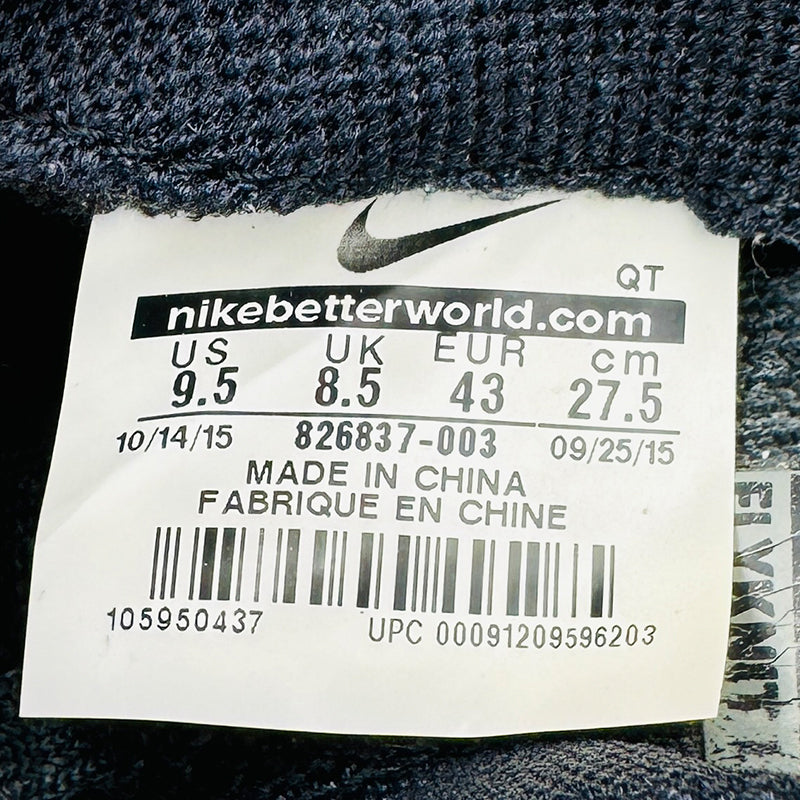 QT
nikebetterworld.com
US UK EUR cm
9.5 8.5 43 27.5
10/14/15 826837-003 09/25/15
MADE IN CHINA
FABRIQUE EN CHINE
105950437 UPC 00091209596203
FLYKNIT